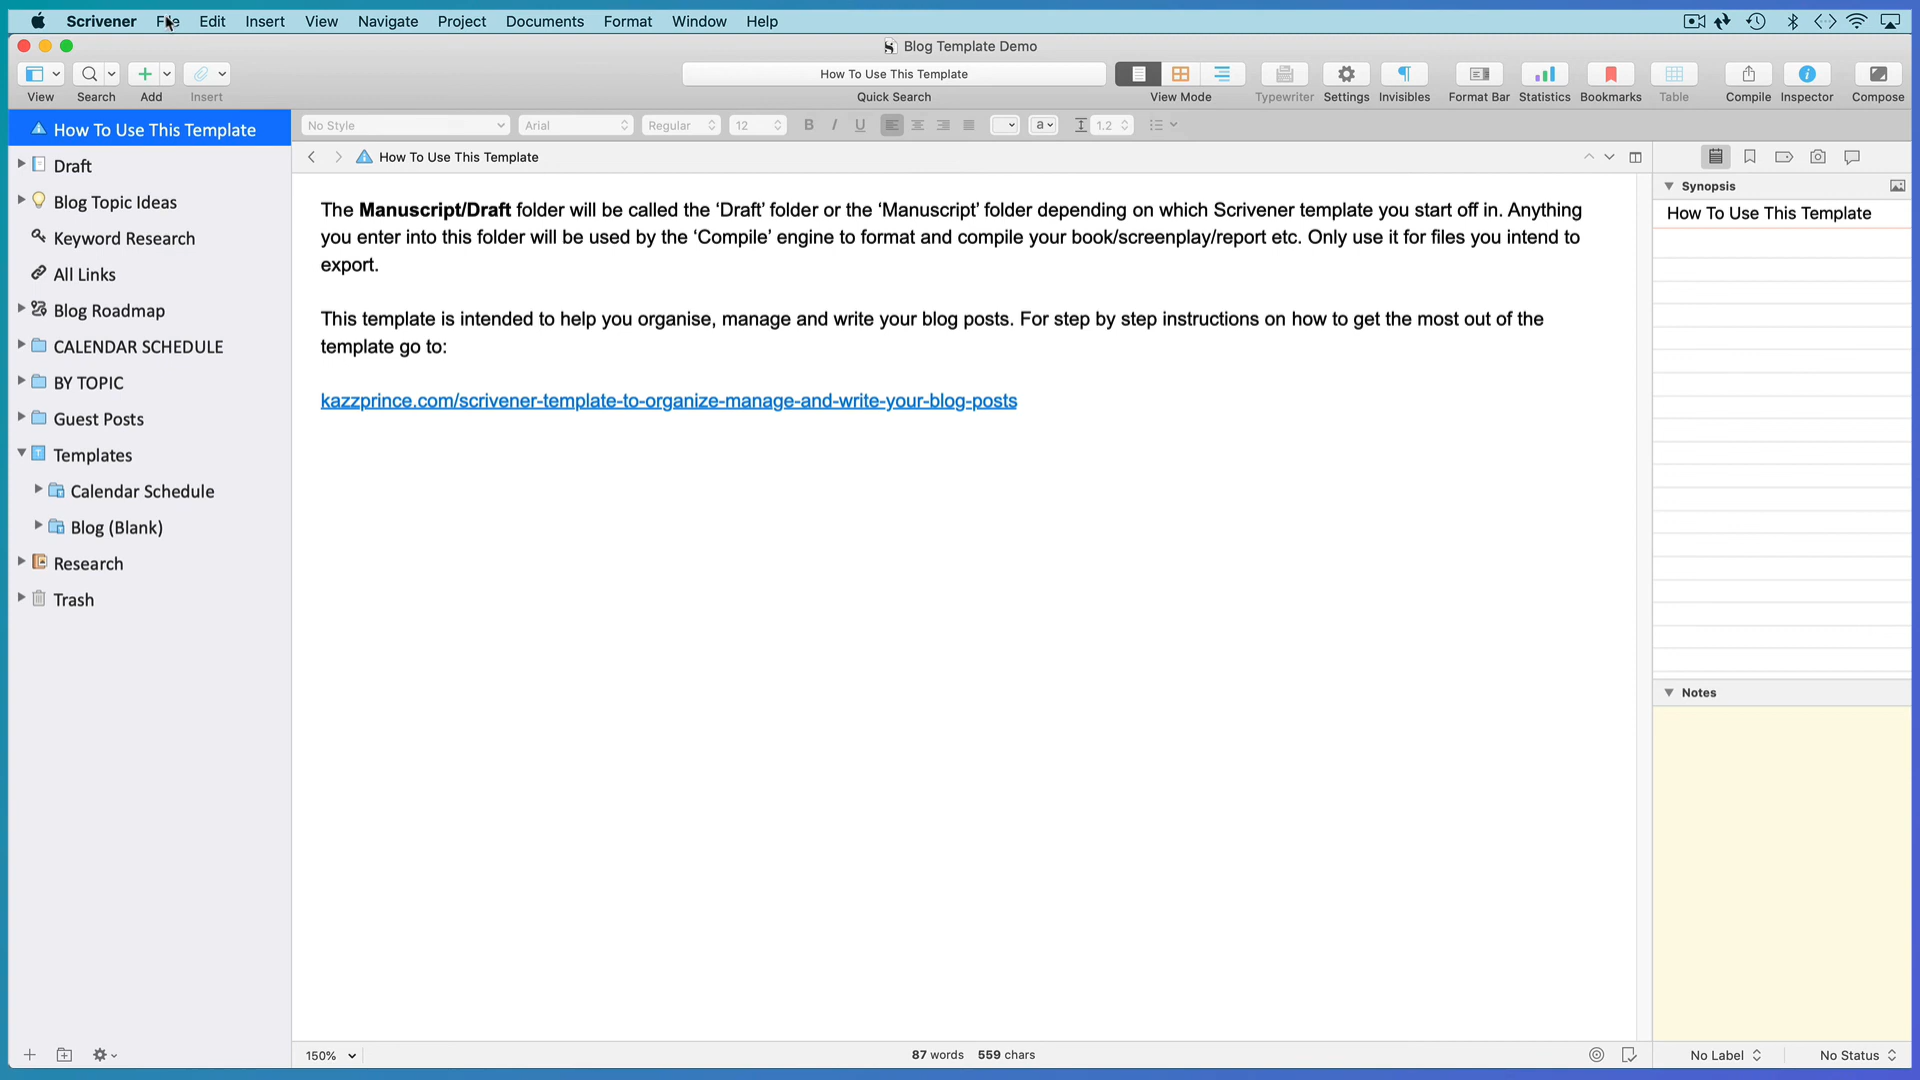 Scrivener File Edit Insert View Navigate Project Documents Format Window Help
Blog Template Demo
How To Use This Template
View Search Add Insert Quick Search View Mode Typewriter Settings Invisibles Format Bar Statistics Bookmarks Table Compile Inspector Compose
No Style Arial Regular 12 B I U a 1.2
How To Use This Template
Draft
Blog Topic Ideas
Keyword Research
All Links
Blog Roadmap
CALENDAR SCHEDULE
BY TOPIC
Guest Posts
Templates
Calendar Schedule
Blog (Blank)
Research
Trash
How To Use This Template
The Manuscript/Draft folder will be called the ‘Draft’ folder or the ‘Manuscript’ folder depending on which Scrivener template you start off in. Anything
you enter into this folder will be used by the ‘Compile’ engine to format and compile your book/screenplay/report etc. Only use it for files you intend to
export.
This template is intended to help you organise, manage and write your blog posts. For step by step instructions on how to get the most out of the
template go to:
kazzprince.com/scrivener-template-to-organize-manage-and-write-your-blog-posts
Synopsis
How To Use This Template
Notes
150%
87 words 559 chars
No Label
No Status